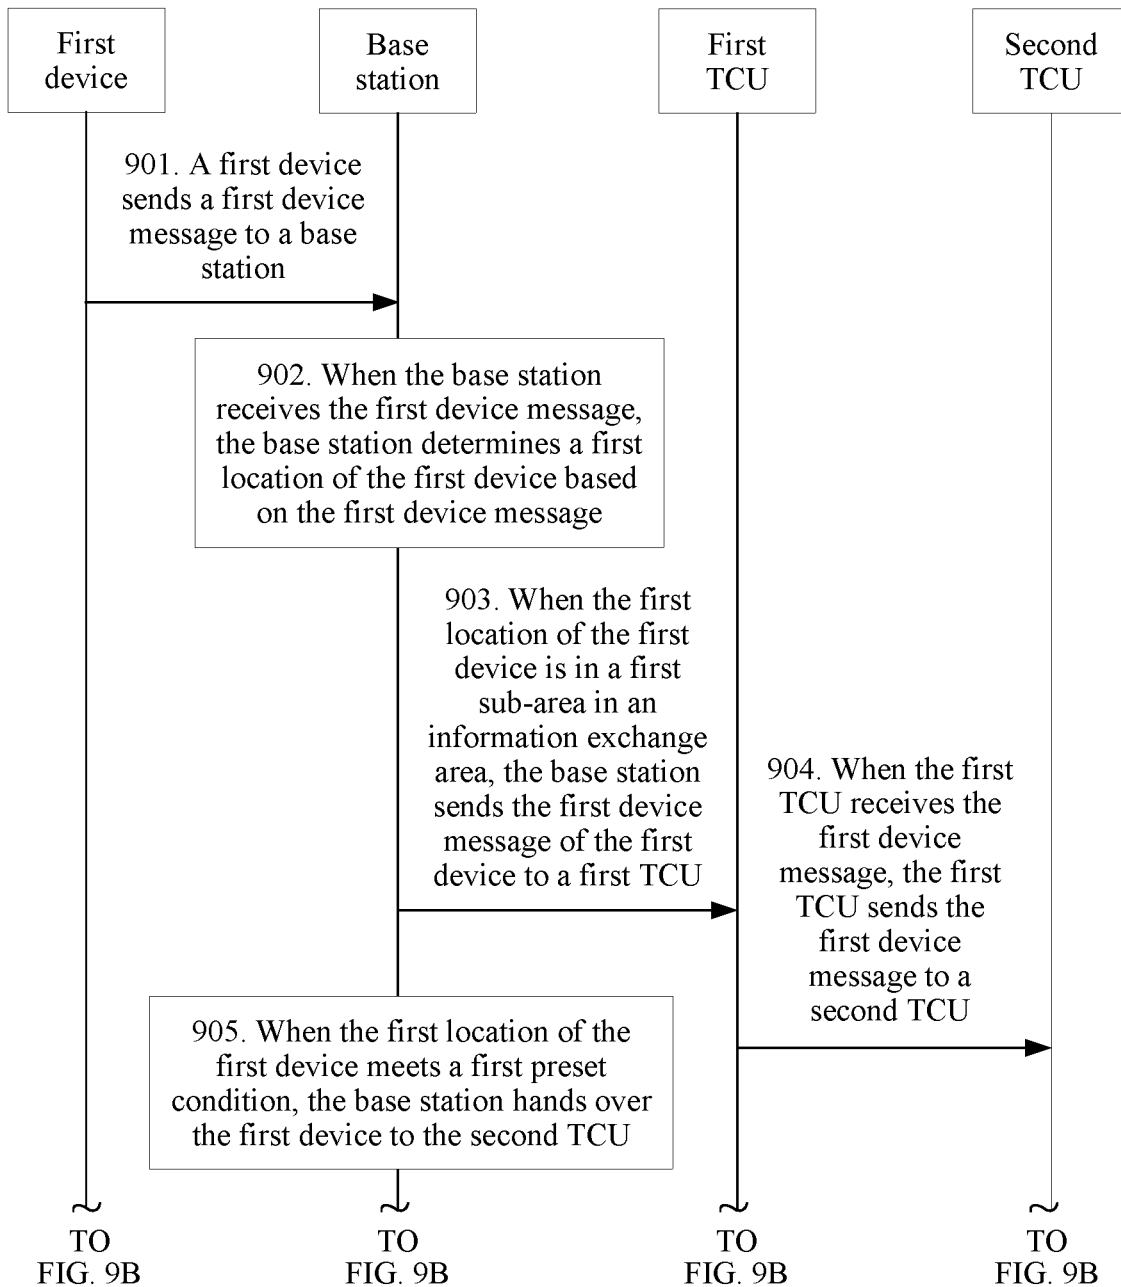 First
device
Base
station
First
TCU
Second
TCU
901. A first device
sends a first device
message to a base
station
902. When the base station
receives the first device message,
the base station determines a first
location of the first device based
on the first device message
903. When the first
location of the first
device is in a first
sub-area in an
information exchange
area, the base station
sends the first device
message of the first
device to a first TCU
904. When the first
TCU receives the
first device
message, the first
TCU sends the
first device
message to a
second TCU
905. When the first location of the
first device meets a first preset
condition, the base station hands over
the first device to the second TCU
TO
FIG. 9B
TO
FIG. 9B
TO
FIG. 9B
TO
FIG. 9B